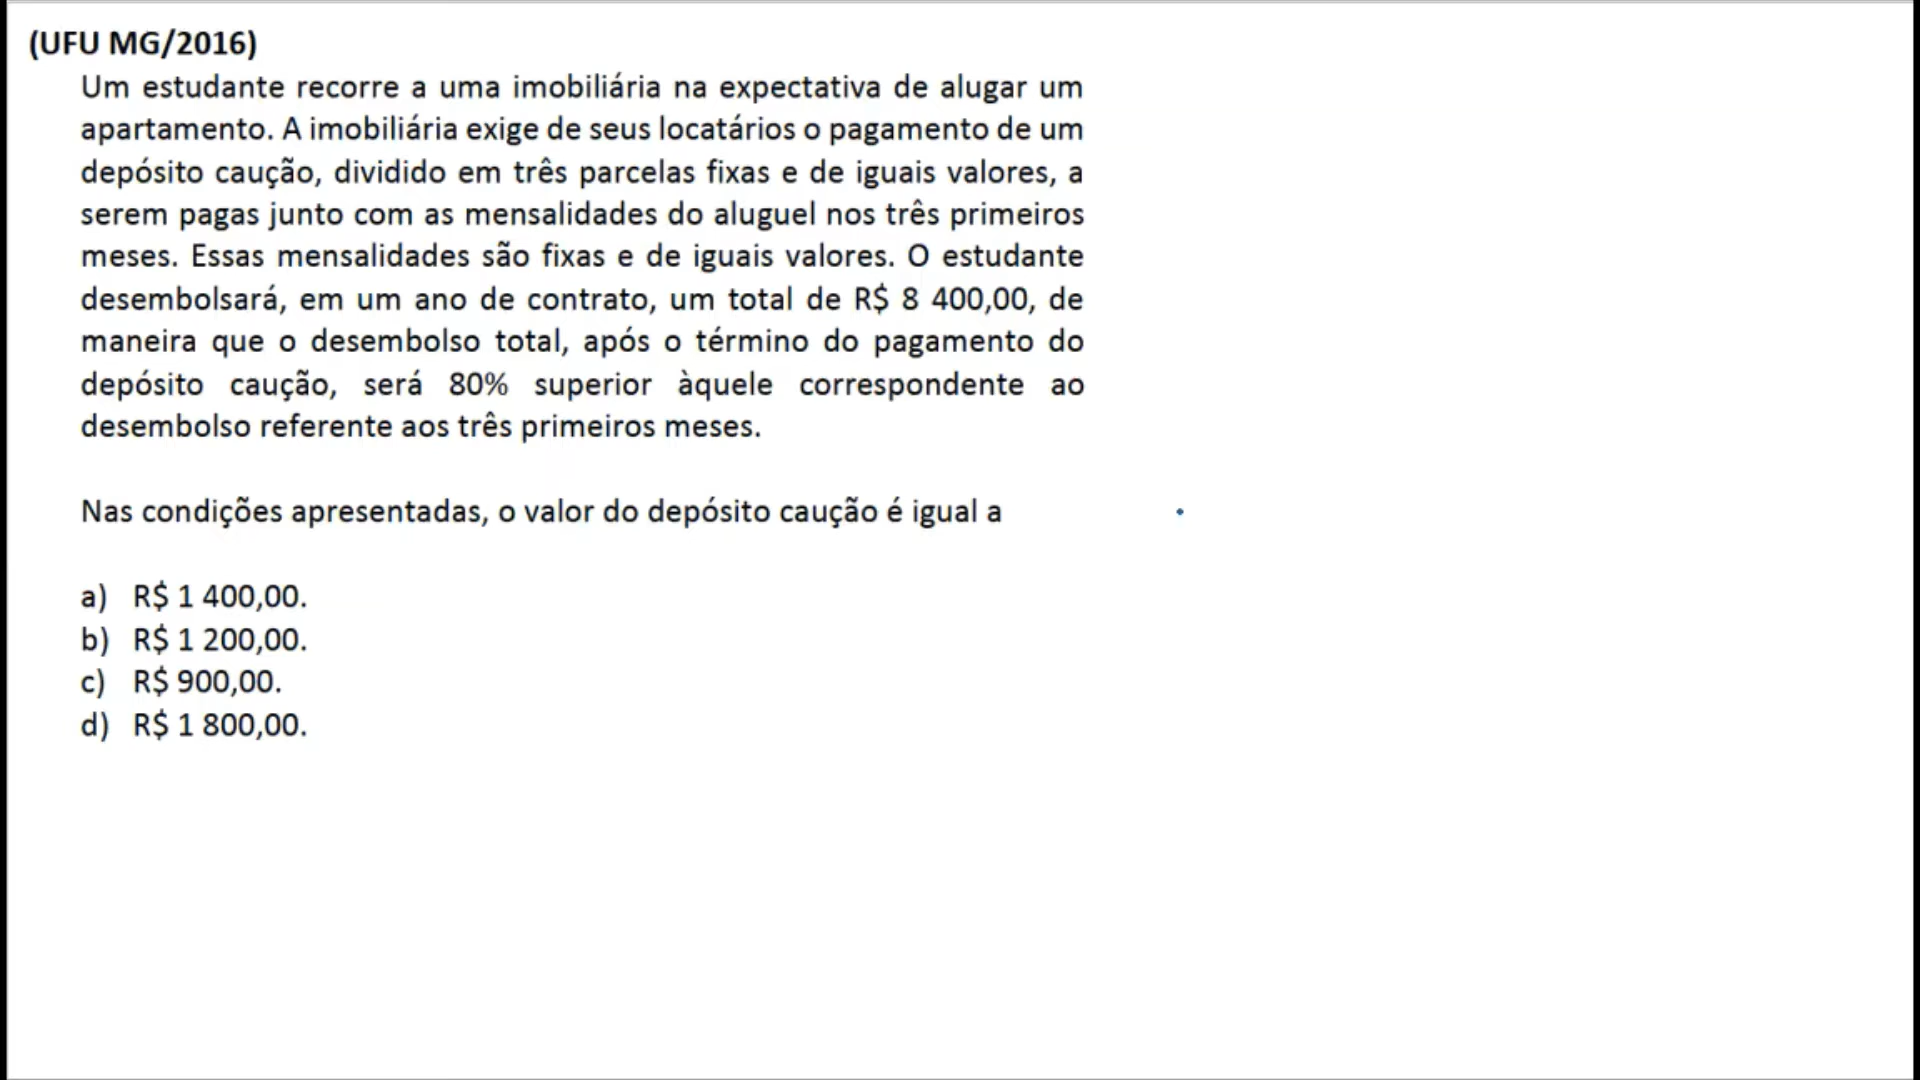 (UFU MG/2016)
Um estudante recorre a uma imobiliária na expectativa de alugar um
apartamento. A imobiliária exige de seus locatários o pagamento de um
depósito caução, dividido em três parcelas fixas e de iguais valores, a
serem pagas junto com as mensalidades do aluguel nos três primeiros
meses. Essas mensalidades são fixas e de iguais valores. O estudante
desembolsará, em um ano de contrato, um total de R$ 8 400,00, de
maneira que o desembolso total, após o término do pagamento do
depósito caução, será 80% superior àquele correspondente ao
desembolso referente aos três primeiros meses.
Nas condições apresentadas, o valor do depósito caução é igual a
a) R$ 1 400,00.
b) R$ 1 200,00.
c) R$ 900,00.
d) R$ 1 800,00.